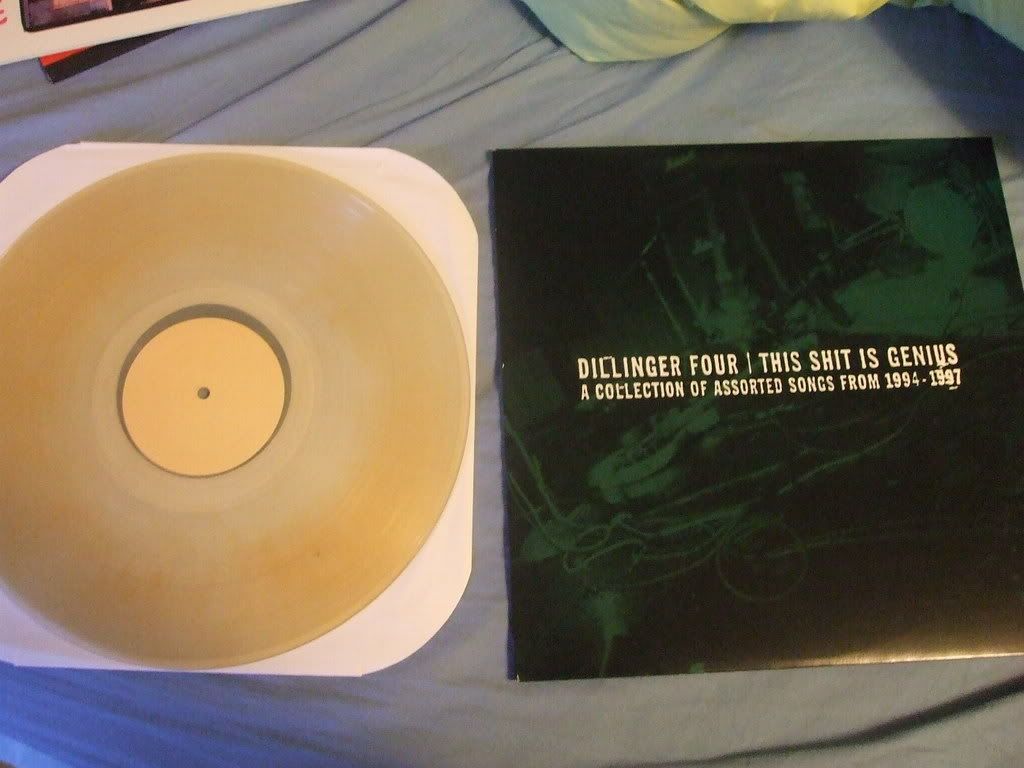 DILLINGER FOUR | THIS SHIT IS GENIUS
A COLLECTION OF ASSORTED SONGS FROM 1994-1997